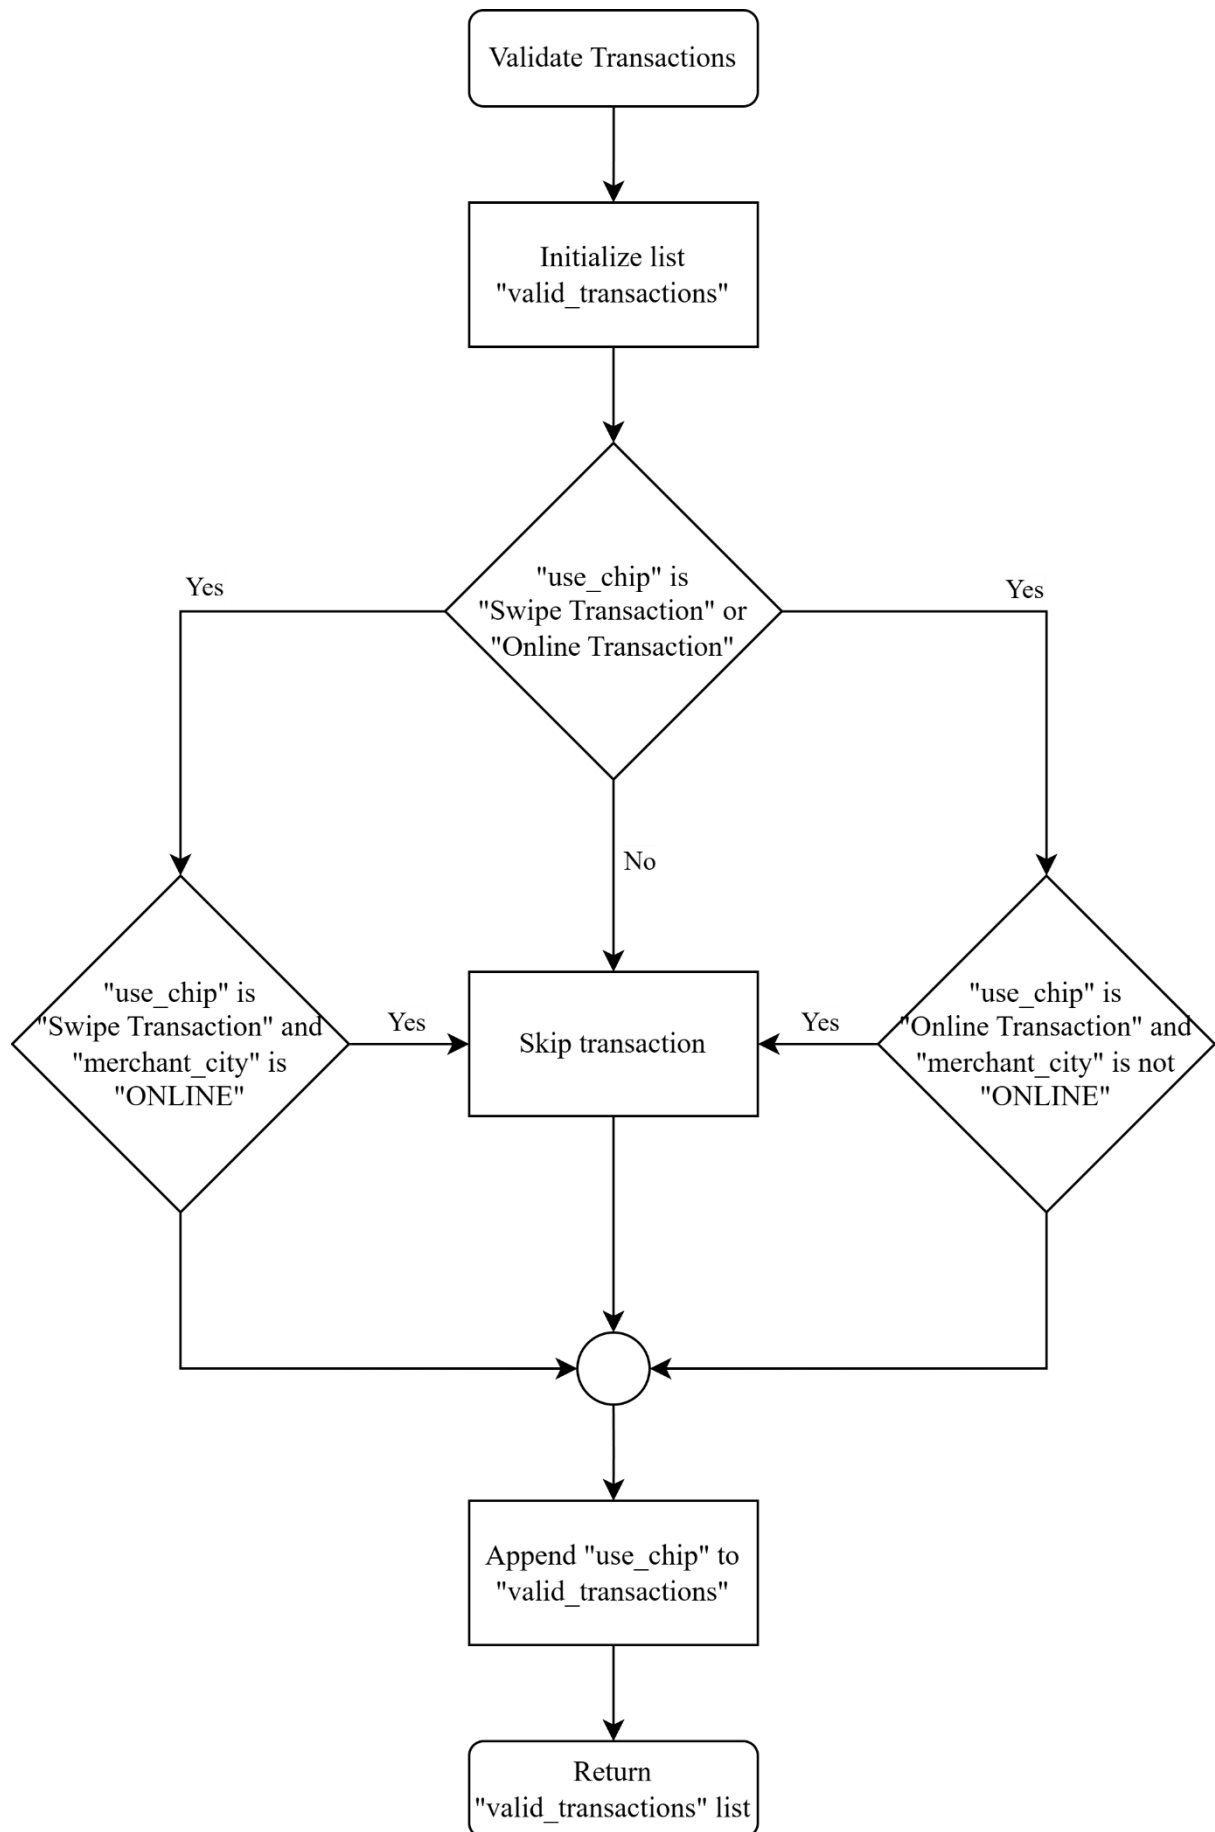 Validate Transactions
Initialize list
"valid_transactions"
"use_chip" is
"Swipe Transaction" or
"Online Transaction"
Yes
Yes
No
"use_chip" is
"Swipe Transaction" and
"merchant_city" is
"ONLINE"
Yes
Skip transaction
Yes
"use_chip" is
"Online Transaction" and
"merchant_city" is not
"ONLINE"
Append "use_chip" to
"valid_transactions"
Return
"valid_transactions" list